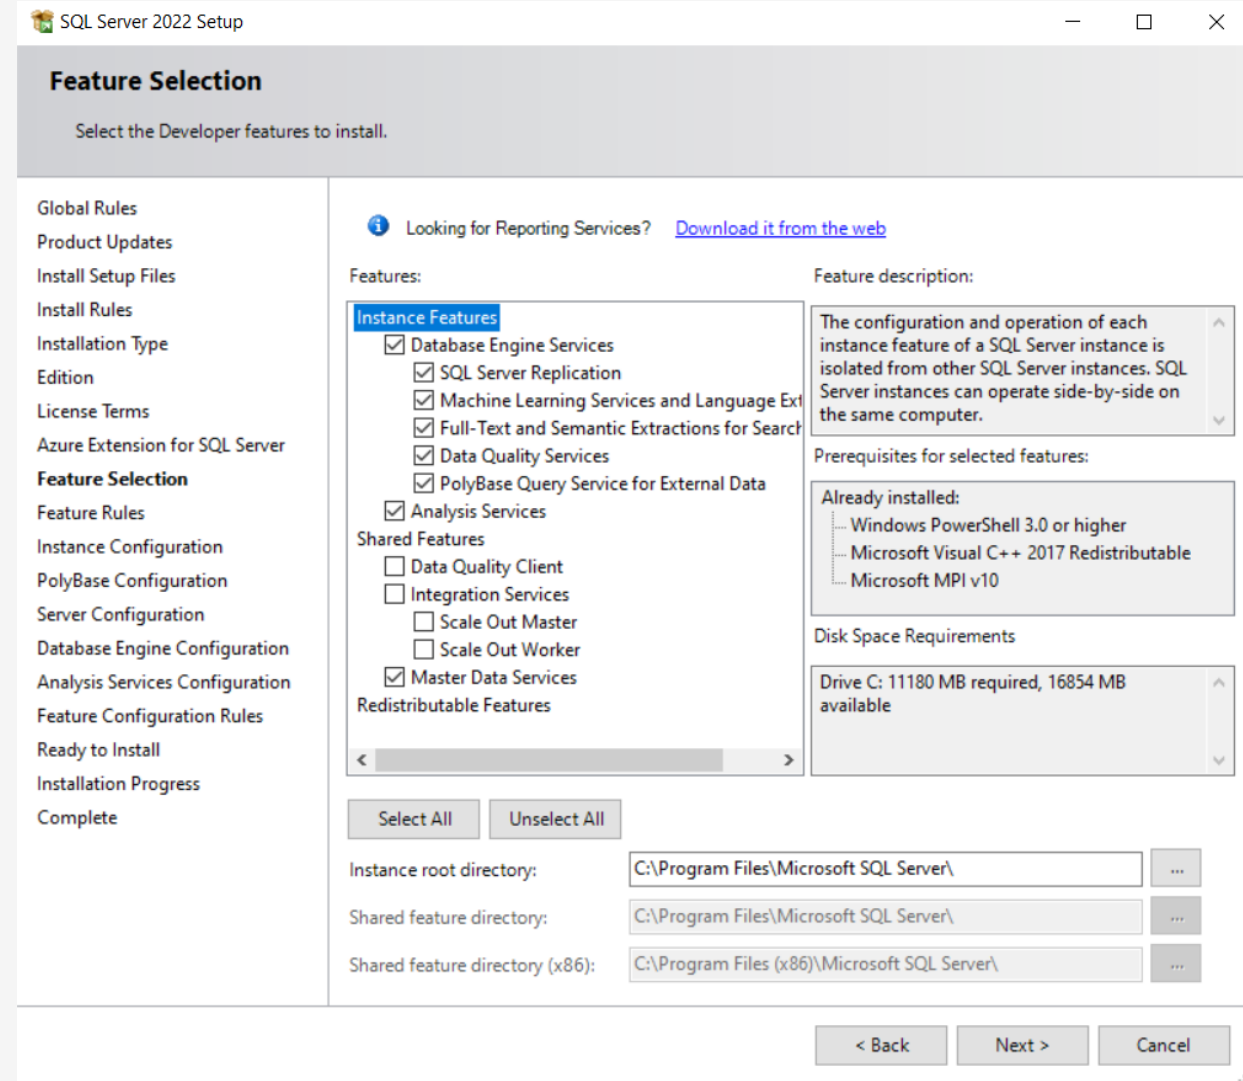 SQL Server 2022 Setup
Feature Selection
Select the Developer features to install.
Global Rules
Product Updates
Install Setup Files
Install Rules
Installation Type
Edition
License Terms
Azure Extension for SQL Server
Feature Selection
Feature Rules
Instance Configuration
PolyBase Configuration
Server Configuration
Database Engine Configuration
Analysis Services Configuration
Feature Configuration Rules
Ready to Install
Installation Progress
Complete
Looking for Reporting Services? Download it from the web
Features:
Instance Features
Database Engine Services
SQL Server Replication
Machine Learning Services and Language Ext
Full-Text and Semantic Extractions for Search
Data Quality Services
PolyBase Query Service for External Data
Analysis Services
Shared Features
Data Quality Client
Integration Services
Scale Out Master
Scale Out Worker
Master Data Services
Redistributable Features
Feature description:
The configuration and operation of each
instance feature of a SQL Server instance is
isolated from other SQL Server instances. SQL
Server instances can operate side-by-side on
the same computer.
Prerequisites for selected features:
Already installed:
Windows PowerShell 3.0 or higher
Microsoft Visual C++ 2017 Redistributable
Microsoft MPI v10
Disk Space Requirements
Drive C: 11180 MB required, 16854 MB
available
Select All
Unselect All
Instance root directory: C:\Program Files\Microsoft SQL Server\ ...
Shared feature directory: C:\Program Files\Microsoft SQL Server\ ...
Shared feature directory (x86): C:\Program Files (x86)\Microsoft SQL Server\ ...
< Back
Next >
Cancel